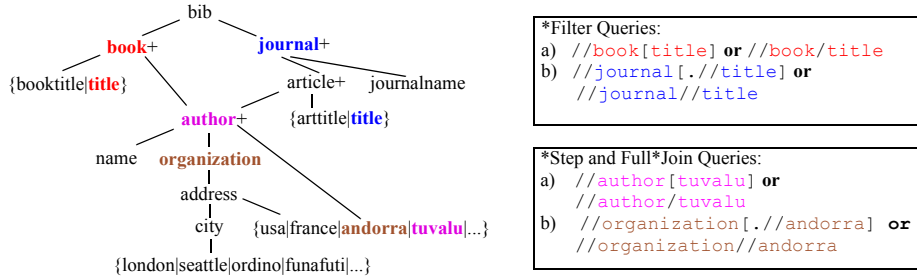 bib
book+
journal+
{booktitle|title}
article+
journalname
author+
{arttitle|title}
name
organization
address
city
{usa|france|andorra|tuvalu|...}
{london|seattle|ordino|funafuti|...}
*Filter Queries:
a) //book[title] or //book/title
b) //journal[.//title] or
//journal//title
*Step and Full*Join Queries:
a) //author[tuvalu] or
//author/tuvalu
b) //organization[.//andorra] or
//organization//andorra